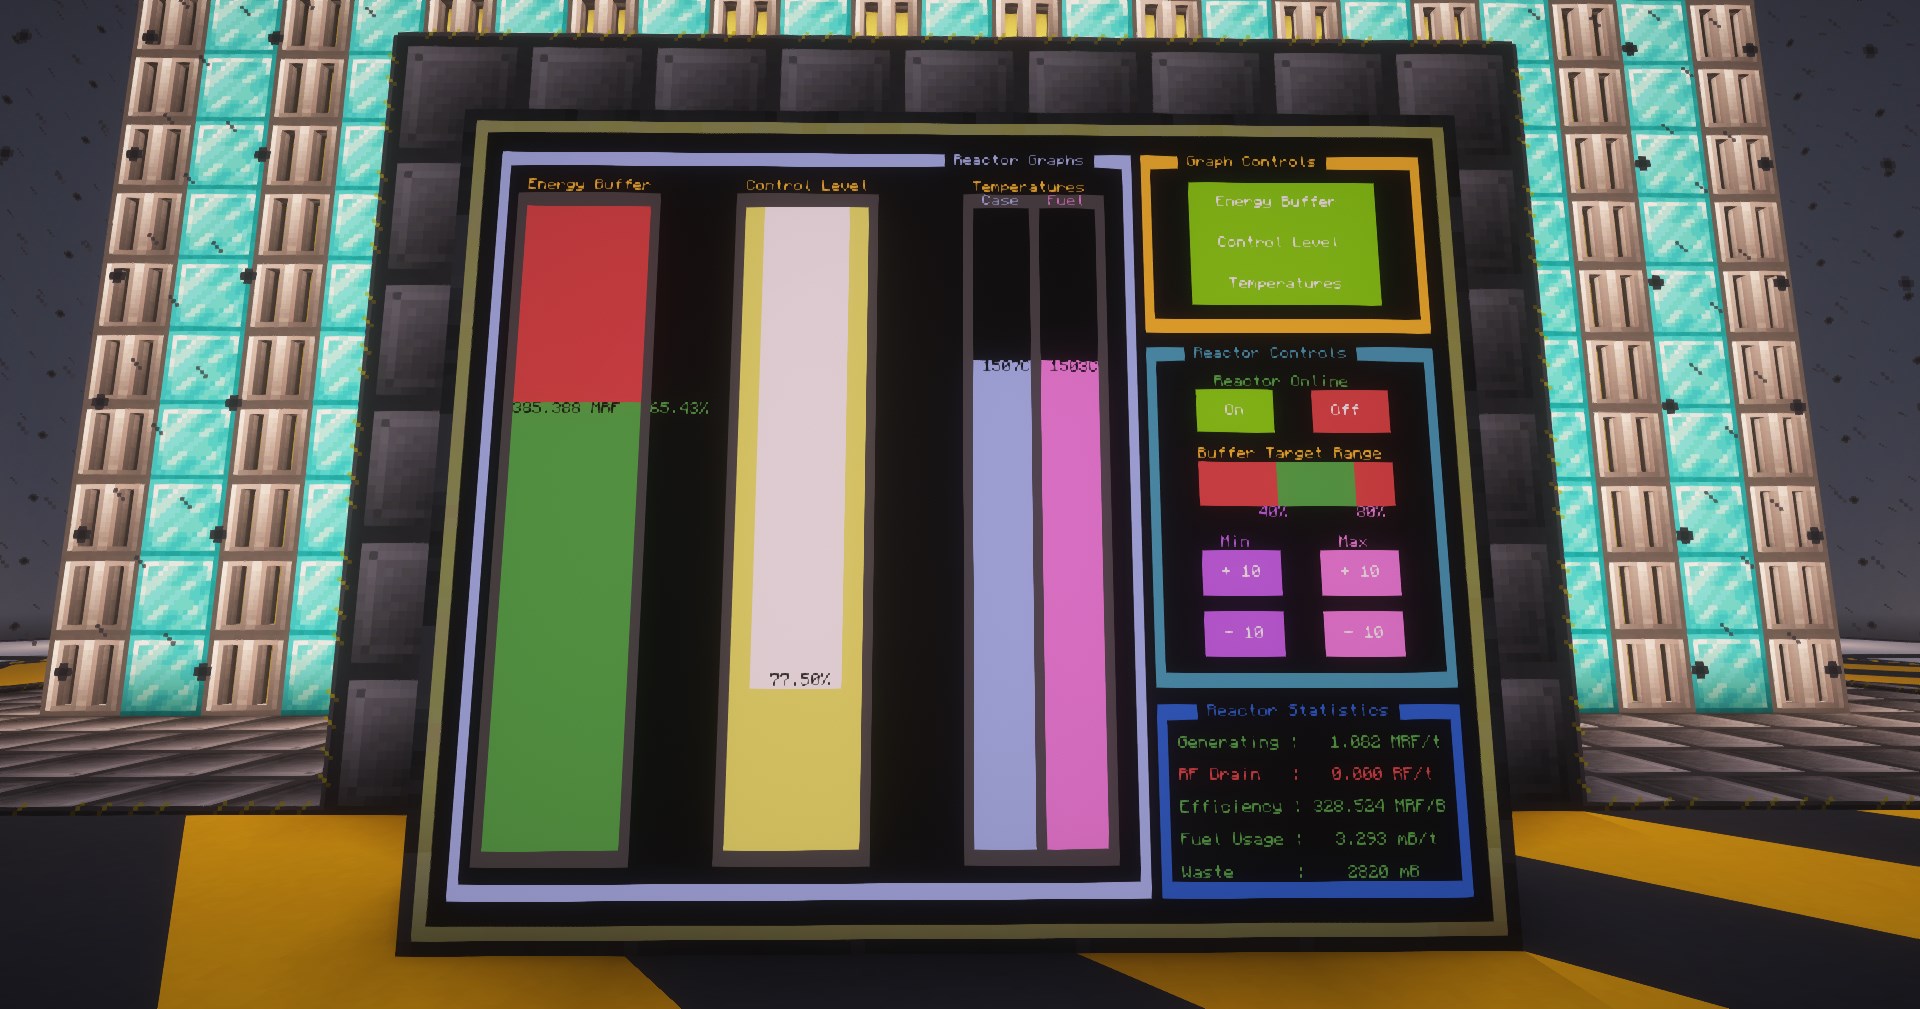 Reactor Graphs
Energy Buffer
Control Level
Temperatures
Case
Fuel
1507C
385.388 MRF
65.43%
77.50%
Graph Controls
Energy Buffer
Control Level
Temperatures
Reactor Controls
Reactor Online
On
Off
Buffer Target Range
40%
80%
Min
Max
+ 10
+ 10
- 10
- 10
Reactor Statistics
Generating : 1.082 MRF/t
RF Drain : 0.000 RF/t
Efficiency : 328.524 MRF/B
Fuel Usage : 3.293 mB/t
Waste : 2820 mB